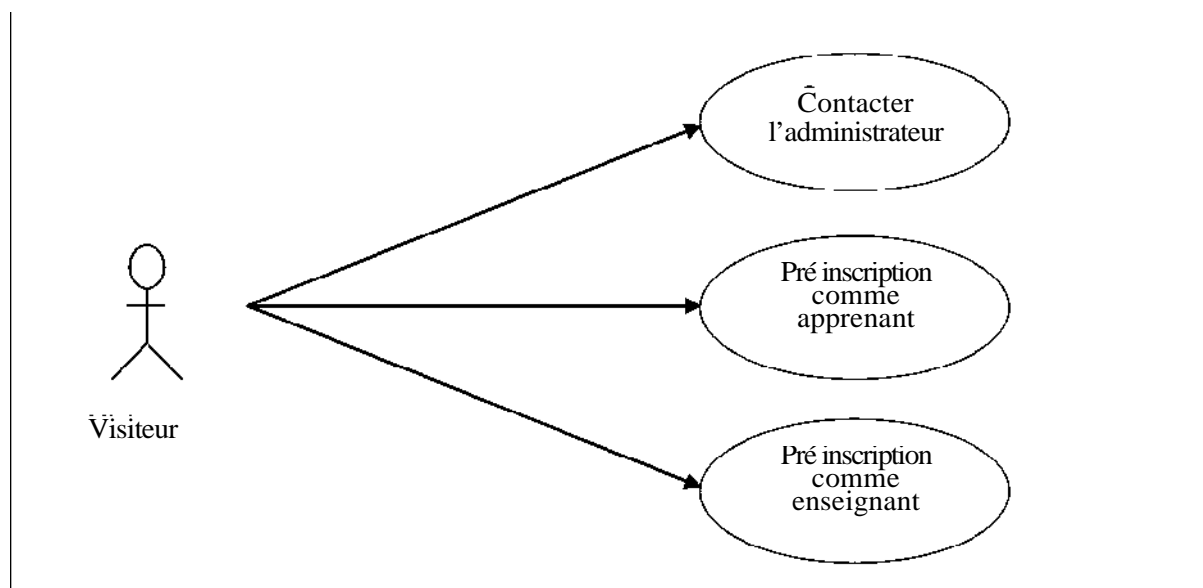 Contacter
l’administrateur
Pré inscription
comme
apprenant
Visiteur
Pré inscription
comme
enseignant